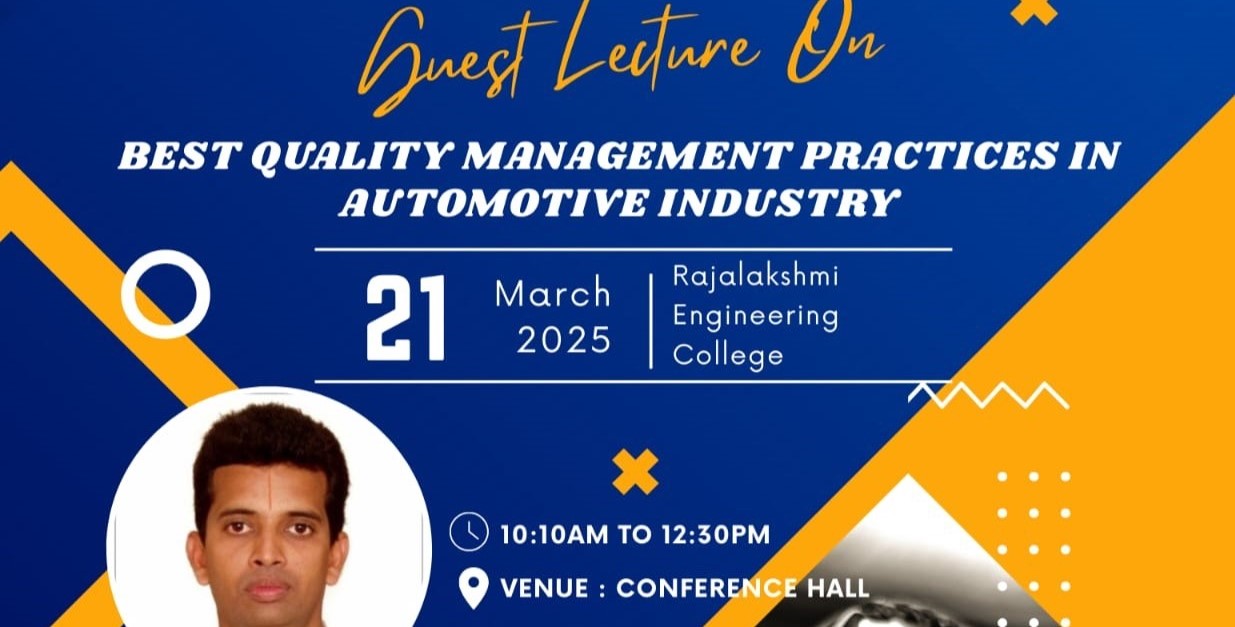 Guest Lecture On
BEST QUALITY MANAGEMENT PRACTICES IN
AUTOMOTIVE INDUSTRY
21
March
2025
Rajalakshmi
Engineering
College
10:10AM TO 12:30PM
VENUE : CONFERENCE HALL